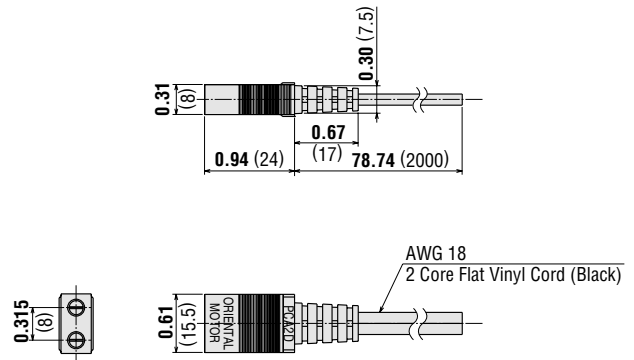 0.31
(8)
0.30 (7.5)
0.67
(17)
0.94 (24)
78.74 (2000)
AWG 18
2 Core Flat Vinyl Cord (Black)
0.315
(8)
0.61
(15.5)
ORIENTAL
MOTOR
PCA2D